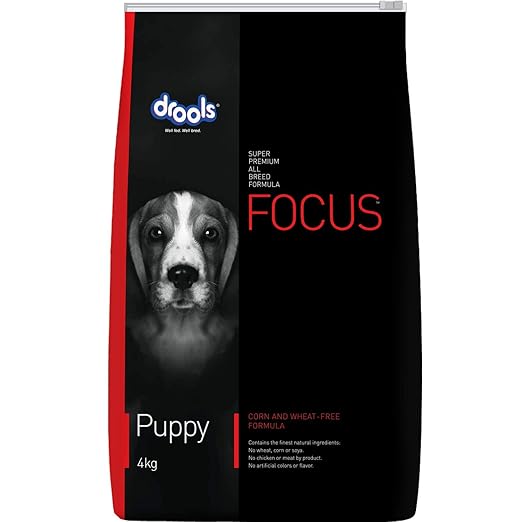 drools®
Well fed. Well bred.
SUPER
PREMIUM
ALL
BREED
FORMULA
FOCUS™
Puppy
4kg
CORN AND WHEAT-FREE
FORMULA
Contains the finest natural ingredients:
No wheat, corn or soya.
No chicken or meat by product.
No artificial colors or flavor.